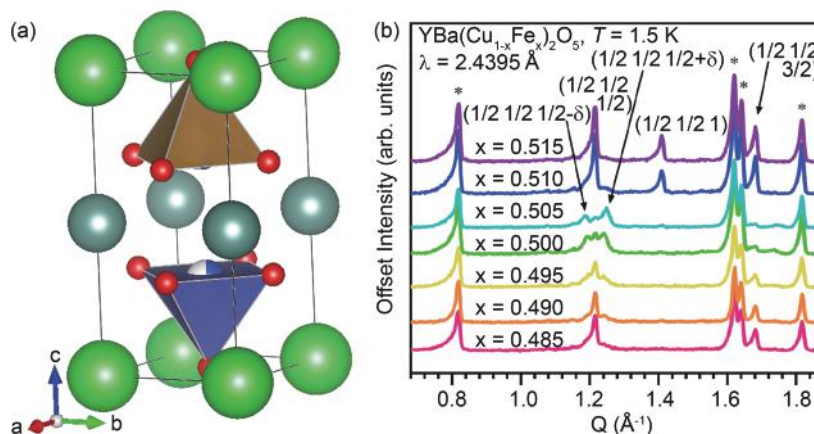 (a)
c
a
b
(b)
YBa(Cu1-xFex)2O5, T = 1.5 K
λ = 2.4395 Å
(1/2 1/2 1/2+δ)
(1/2 1/2
1/2)
(1/2 1/2
3/2)
(1/2 1/2 1/2-δ)
(1/2 1/2 1)
*
*
*
*
x = 0.515
x = 0.510
x = 0.505
x = 0.500
x = 0.495
x = 0.490
x = 0.485
Offset Intensity (arb. units)
0.8 1.0 1.2 1.4 1.6 1.8
Q (Å-1)